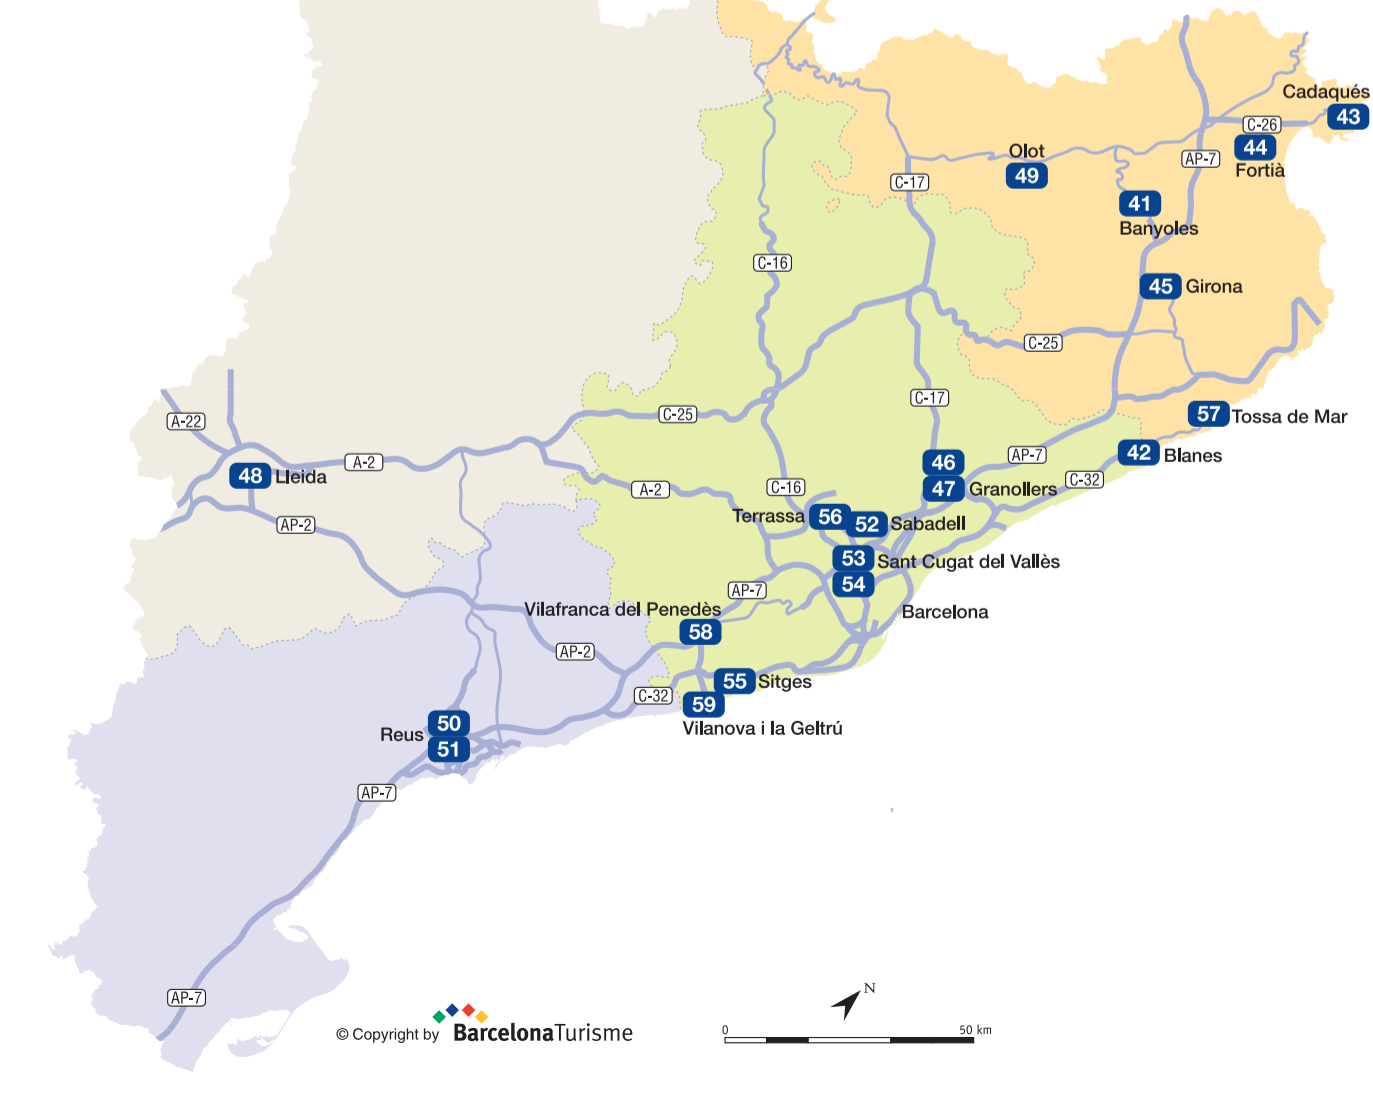 Cadaqués
43
C-26
44
Fortià
AP-7
Olot
49
C-17
41
Banyoles
C-16
45 Girona
C-25
C-17
C-25
57 Tossa de Mar
A-22
42 Blanes
AP-7
46
A-2
48 Lleida
C-32
47 Granollers
A-2
C-16
Terrassa 56
52 Sabadell
AP-2
53 Sant Cugat del Vallès
54
AP-7
Vilafranca del Penedès
58
Barcelona
AP-2
55 Sitges
C-32
59
Vilanova i la Geltrú
50
Reus
51
AP-7
AP-7
N
© Copyright by BarcelonaTurisme
0 50 km